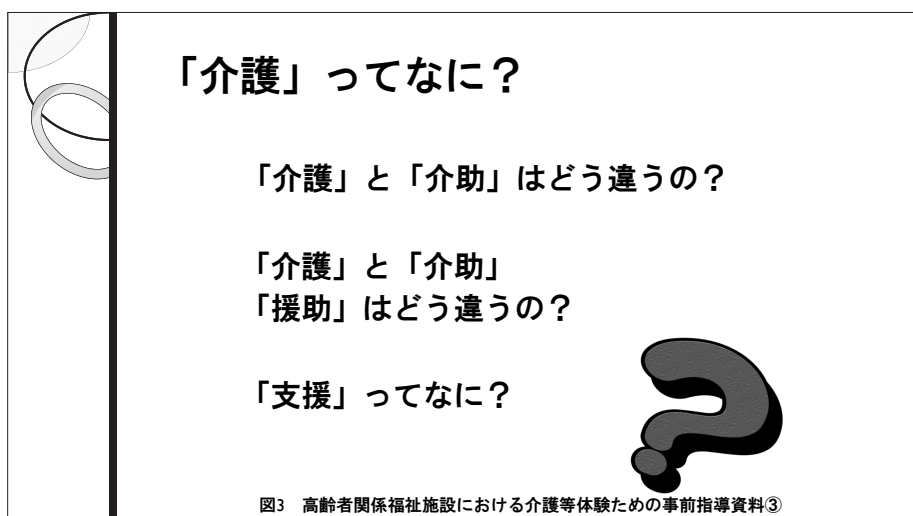 「介護」ってなに？
「介護」と「介助」はどう違うの？
「介護」と「介助」
「援助」はどう違うの？
「支援」ってなに？
図3　高齢者関係福祉施設における介護等体験ための事前指導資料③